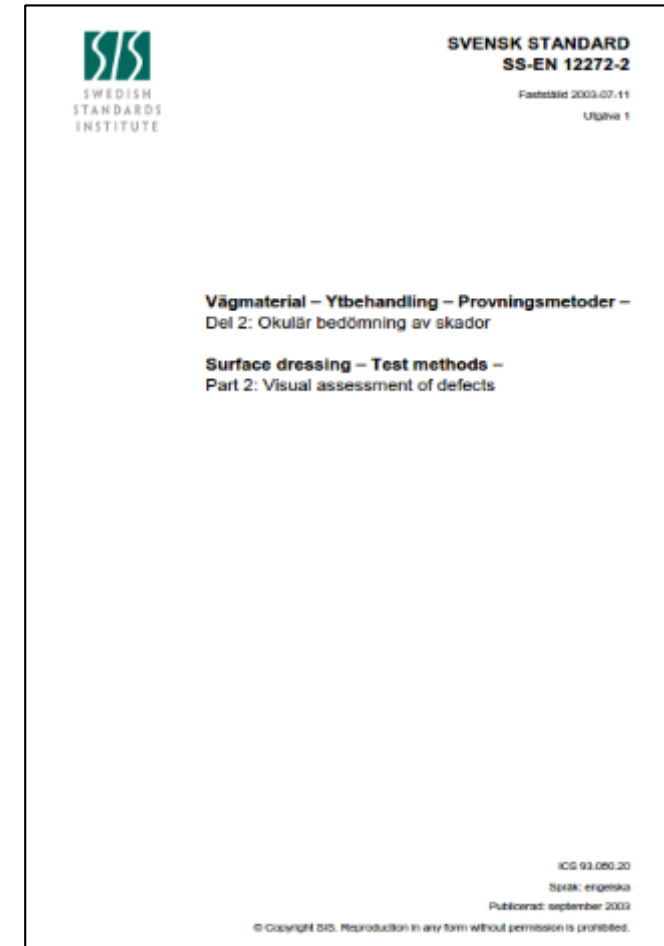 SIS
SWEDISH
STANDARDS
INSTITUTE
SVENSK STANDARD
SS-EN 12272-2
Fastställd 2003-07-11
Utgåva 1
Vägmaterial – Ytbehandling – Provningsmetoder –
Del 2: Okulär bedömning av skador
Surface dressing – Test methods –
Part 2: Visual assessment of defects
ICS 93.080.20
Språk: engelska
Publicerad: september 2003
© Copyright SIS. Reproduction in any form without permission is prohibited.